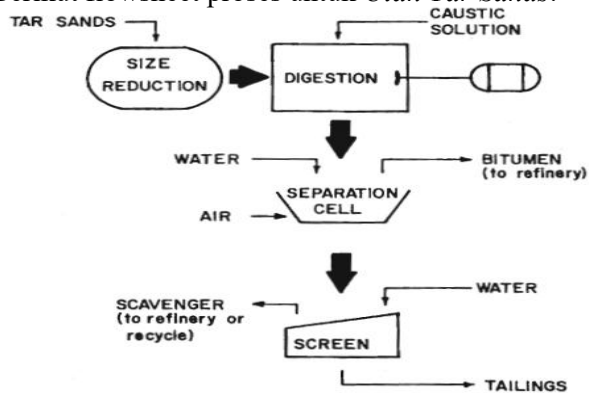 TAR SANDS
CAUSTIC
SOLUTION
SIZE
REDUCTION
DIGESTION
WATER
BITUMEN
(to refinery)
SEPARATION
CELL
AIR
WATER
SCAVENGER
(to refinery or
recycle)
SCREEN
TAILINGS